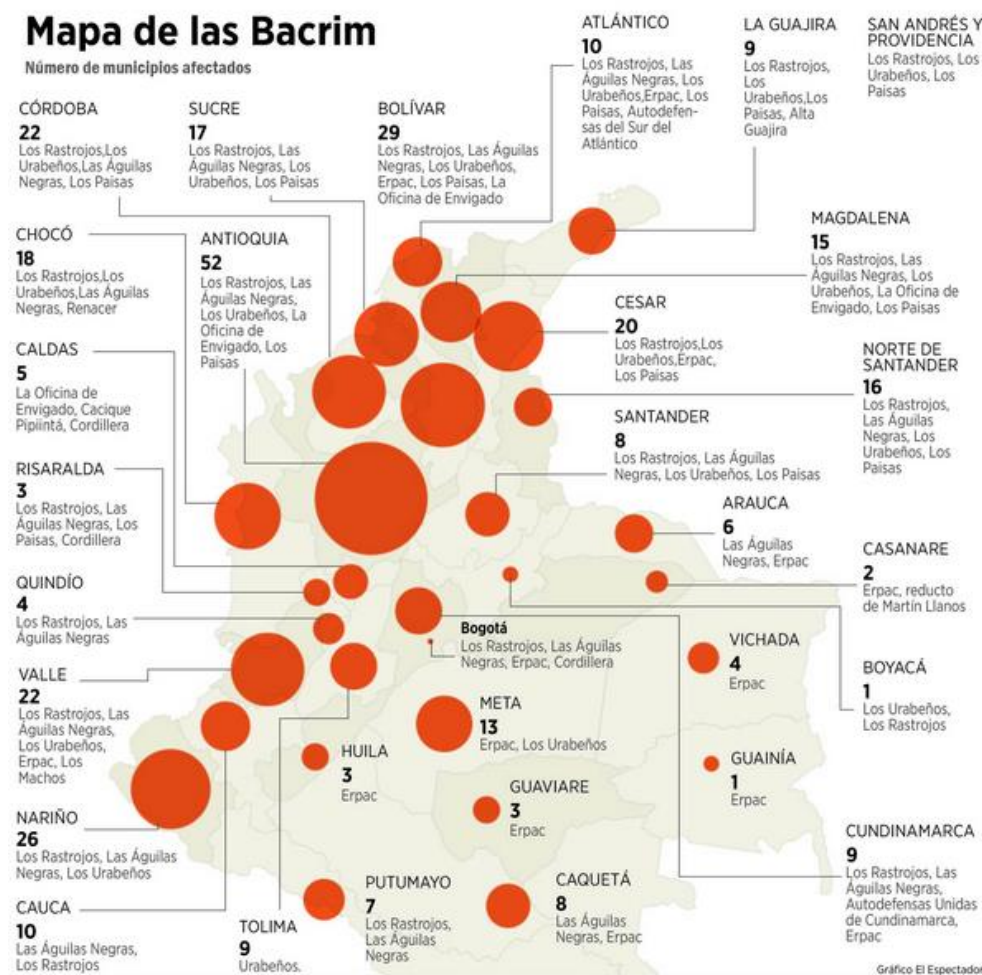 Mapa de las Bacrim
Número de municipios afectados
CÓRDOBA
22
Los Rastrojos,Los
Urabeños,Las Águilas
Negras, Los Paisas
SUCRE
17
Los Rastrojos, Las
Águilas Negras, Los
Urabeños, Los Paisas
BOLÍVAR
29
Los Rastrojos, Las Águilas
Negras, Los Urabeños,
Erpac, Los Paisas, La
Oficina de Envigado
ATLÁNTICO
10
Los Rastrojos, Las
Águilas Negras, Los
Urabeños,Erpac, Los
Paisas, Autodefen-
sas del Sur del
Atlántico
LA GUAJIRA
9
Los Rastrojos,
Los
Urabeños,Los
Paisas, Alta
Guajira
SAN ANDRÉS Y
PROVIDENCIA
Los Rastrojos, Los
Urabeños, Los
Paisas
CHOCÓ
18
Los Rastrojos,Los
Urabeños,Las Águilas
Negras, Renacer
ANTIOQUIA
52
Los Rastrojos, Las
Águilas Negras,
Los Urabeños, La
Oficina de
Envigado, Los
Paisas
MAGDALENA
15
Los Rastrojos, Las
Águilas Negras, Los
Urabeños, La Oficina de
Envigado, Los Paisas
CESAR
20
Los Rastrojos,Los
Urabeños,Erpac,
Los Paisas
NORTE DE
SANTANDER
16
Los Rastrojos,
Las Águilas
Negras, Los
Urabeños, Los
Paisas
CALDAS
5
La Oficina de
Envigado, Cacique
Pipiintá, Cordillera
SANTANDER
8
Los Rastrojos, Las Águilas
Negras, Los Urabeños, Los Paisas
RISARALDA
3
Los Rastrojos, Las
Águilas Negras, Los
Paisas, Cordillera
ARAUCA
6
Las Águilas
Negras, Erpac
CASANARE
2
Erpac, reducto
de Martín Llanos
QUINDÍO
4
Los Rastrojos, Las
Águilas Negras
Bogotá
Los Rastrojos, Las Águilas
Negras, Erpac, Cordillera
VICHADA
4
Erpac
BOYACÁ
1
Los Urabeños,
Los Rastrojos
VALLE
22
Los Rastrojos, Las
Águilas Negras,
Los Urabeños,
Erpac, Los
Machos
META
13
Erpac, Los Urabeños
HUILA
3
Erpac
GUAVIARE
3
Erpac
GUAINÍA
1
Erpac
NARIÑO
26
Los Rastrojos, Las Águilas
Negras, Los Urabeños
CUNDINAMARCA
9
Los Rastrojos, Las
Águilas Negras,
Autodefensas Unidas
de Cundinamarca,
Erpac
CAUCA
10
Las Águilas Negras,
Los Rastrojos
TOLIMA
9
Urabeños.
PUTUMAYO
7
Los Rastrojos,
Las Águilas
Negras
CAQUETÁ
8
Las Águilas
Negras, Erpac
Gráfico El Espectador